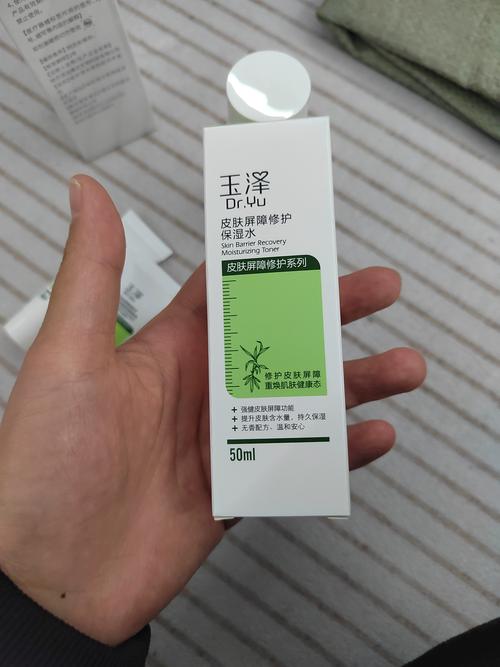 玉泽
Dr.Yu
皮肤屏障修护
保湿水
Skin Barrier Recovery
Moisturizing Toner
皮肤屏障修护系列
修护皮肤屏障
重焕肌肤健康态
+ 强健皮肤屏障功能
+ 提升皮肤含水量，持久保湿
+ 无香配方、温和安心
50ml
玉泽